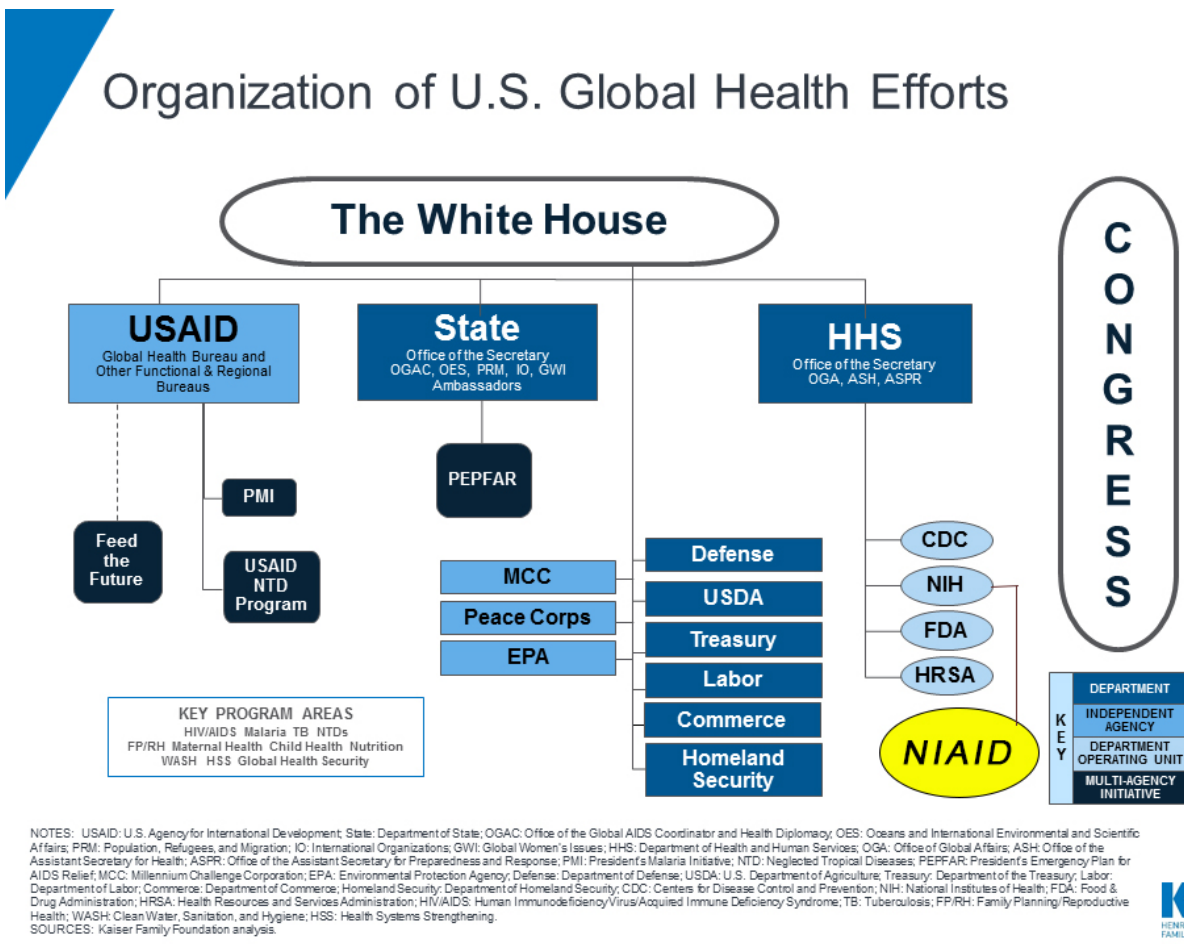 Organization of U.S. Global Health Efforts
The White House
CONGRESS
USAID
Global Health Bureau and
Other Functional & Regional
Bureaus
State
Office of the Secretary
OGAC, OES, PRM, IO, GWI
Ambassadors
HHS
Office of the Secretary
OGA, ASH, ASPR
PEPFAR
PMI
Feed
the
Future
USAID
NTD
Program
MCC
Peace Corps
EPA
Defense
USDA
Treasury
Labor
Commerce
Homeland
Security
CDC
NIH
FDA
HRSA
NIAID
KEY PROGRAM AREAS
HIV/AIDS Malaria TB NTDs
FP/RH Maternal Health Child Health Nutrition
WASH HSS Global Health Security
KEY
DEPARTMENT
INDEPENDENT
AGENCY
DEPARTMENT
OPERATING UNIT
MULTI-AGENCY
INITIATIVE
NOTES: USAID: U.S. Agency for International Development; State: Department of State; OGAC: Office of the Global AIDS Coordinator and Health Diplomacy; OES: Oceans and International Environmental and Scientific
Affairs; PRM: Population, Refugees, and Migration; IO: International Organizations; GWI: Global Women's Issues; HHS: Department of Health and Human Services; OGA: Office of Global Affairs; ASH: Office of the
Assistant Secretary for Health; ASPR: Office of the Assistant Secretary for Preparedness and Response; PMI: President's Malaria Initiative; NTD: Neglected Tropical Diseases; PEPFAR: President's Emergency Plan for
AIDS Relief; MCC: Millennium Challenge Corporation; EPA: Environmental Protection Agency; Defense: Department of Defense; USDA: U.S. Department of Agriculture; Treasury: Department of the Treasury; Labor:
Department of Labor; Commerce: Department of Commerce; Homeland Security: Department of Homeland Security; CDC: Centers for Disease Control and Prevention; NIH: National Institutes of Health; FDA: Food &
Drug Administration; HRSA: Health Resources and Services Administration; HIV/AIDS: Human Immunodeficiency Virus/Acquired Immune Deficiency Syndrome; TB: Tuberculosis; FP/RH: Family Planning/Reproductive
Health; WASH: Clean Water, Sanitation, and Hygiene; HSS: Health Systems Strengthening.
SOURCES: Kaiser Family Foundation analysis.
K
HENR
FAMIL